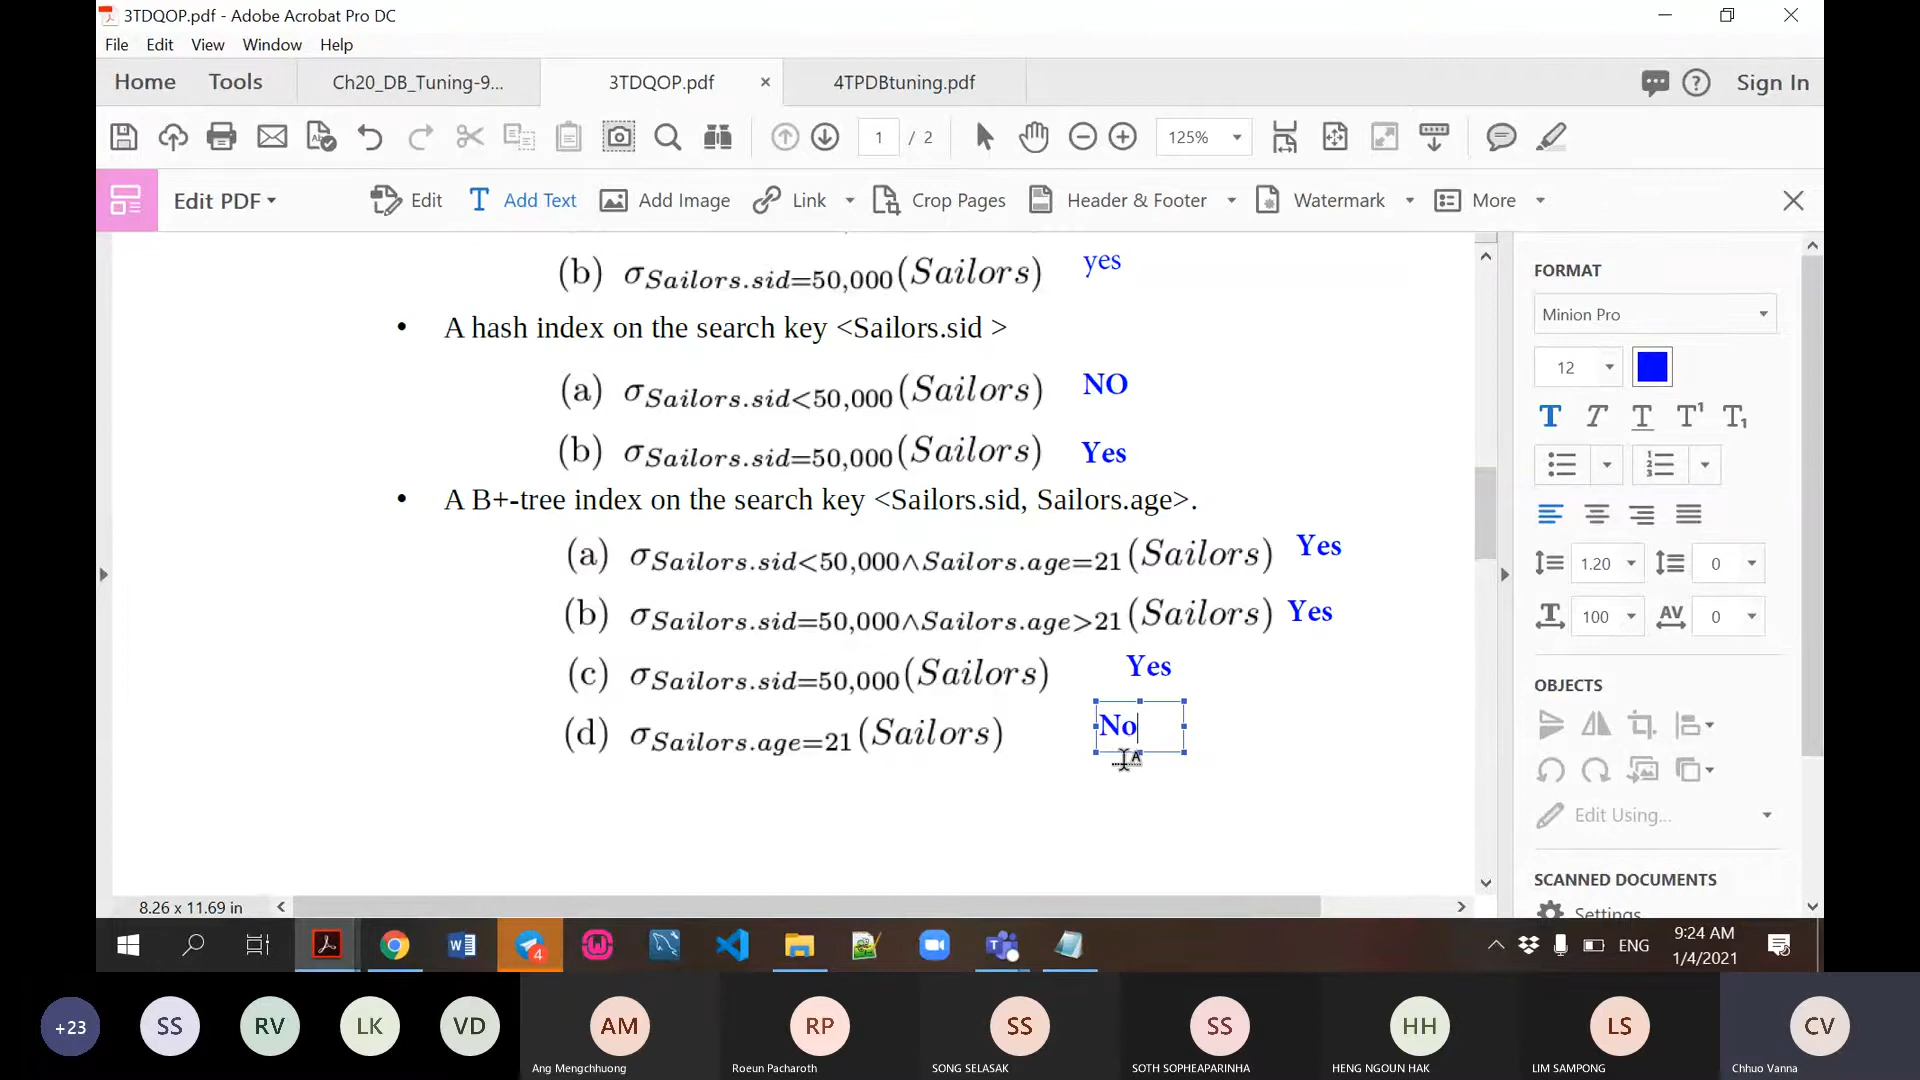 3TDQOP.pdf - Adobe Acrobat Pro DC
File Edit View Window Help
Home Tools Ch20_DB_Tuning-9... 3TDQOP.pdf × 4TPDBtuning.pdf Sign In
1 / 2 125%
Edit PDF Edit Add Text Add Image Link Crop Pages Header & Footer Watermark More
(b) σSailors.sid=50,000(Sailors) yes
• A hash index on the search key <Sailors.sid >
(a) σSailors.sid<50,000(Sailors) NO
(b) σSailors.sid=50,000(Sailors) Yes
• A B+-tree index on the search key <Sailors.sid, Sailors.age>.
(a) σSailors.sid<50,000∧Sailors.age=21(Sailors) Yes
(b) σSailors.sid=50,000∧Sailors.age>21(Sailors) Yes
(c) σSailors.sid=50,000(Sailors) Yes
(d) σSailors.age=21(Sailors) No
8.26 x 11.69 in
FORMAT
Minion Pro
12
T T T T¹ T₁
1.20 0
100 AV 0
OBJECTS
Edit Using...
SCANNED DOCUMENTS
Settings
4 ENG 9:24 AM
1/4/2021
+23 SS RV LK VD AM RP SS SS HH LS CV
Ang Mengchhuong Roeun Pacharoth SONG SELASAK SOTH SOPHEAPARINHA HENG NGOUN HAK LIM SAMPONG Chhuo Vanna